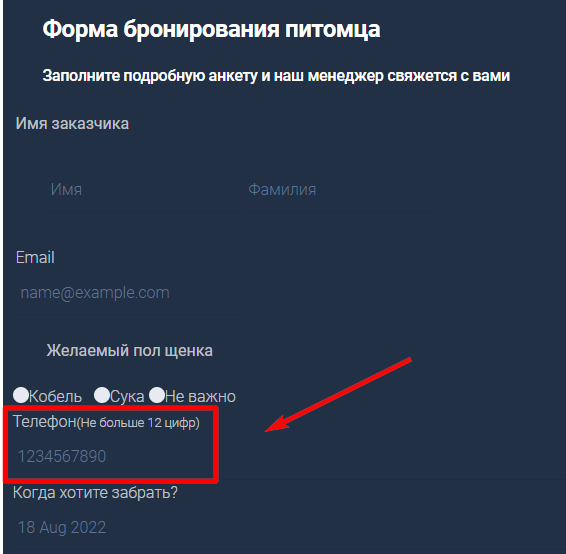 Форма бронирования питомца
Заполните подробную анкету и наш менеджер свяжется с вами
Имя заказчика
Имя Фамилия
Email
name@example.com
Желаемый пол щенка
Кобель Сука Не важно
Телефон(Не больше 12 цифр)
1234567890
Когда хотите забрать?
18 Aug 2022